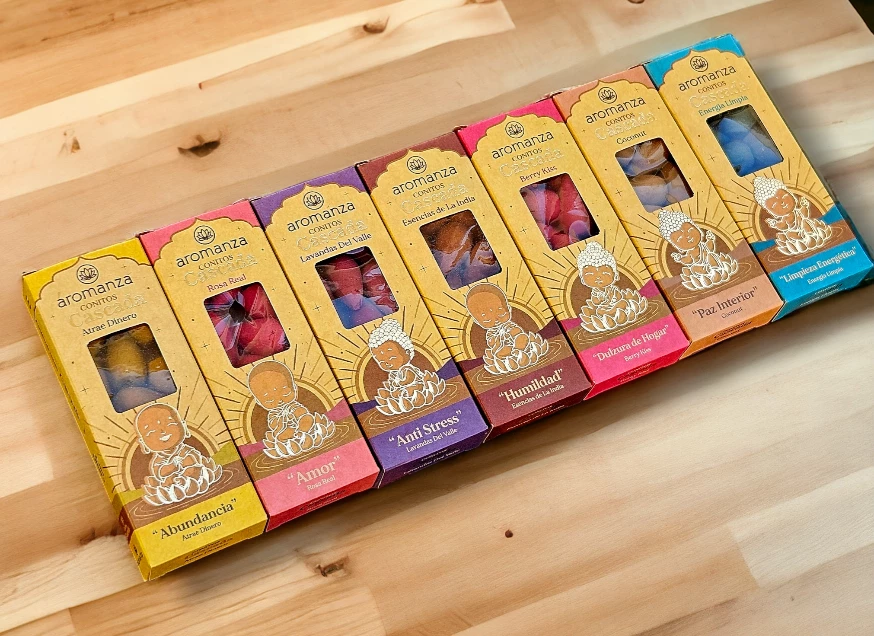 aromanza
CONITOS
Cascada
Atrae Dinero
“Abundancia”
Atrae Dinero
aromanza
CONITOS
Cascada
Rosa Real
“Amor”
Rosa Real
aromanza
CONITOS
Cascada
Lavandas Del Valle
“Anti Stress”
Lavandas Del Valle
aromanza
CONITOS
Cascada
Esencias de La India
“Humildad”
Esencias de La India
aromanza
CONITOS
Cascada
Berry Kiss
“Dulzura de Hogar”
Berry Kiss
aromanza
CONITOS
Cascada
Coconut
“Paz Interior”
Coconut
aromanza
CONITOS
Cascada
Energía Limpia
“Limpieza Energética”
Energía Limpia